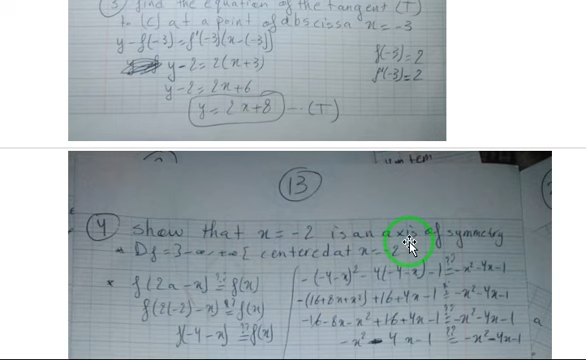 ③ find the equation of the tangent (T)
to (C) at a point of abscissa x = -3
y - f(-3) = f'(-3)(x - (-3))
f(-3) = 2
y - 2 = 2(x + 3)
f'(-3) = 2
y - 2 = 2x + 6
y = 2x + 8 (T)
13
④ show that x = -2 is an axis of symmetry
centered at x = -2
* f(2a - x) ≟ f(x)
f(2(-2) - x) ≟ f(x)
f(-4 - x) ≟ f(x)
-(-4-x)² - 4(-4-x) - 1 ≟ -x² - 4x - 1
-(16 + 8x + x²) + 16 + 4x - 1 ≟ -x² - 4x - 1
-16 - 8x - x² + 16 + 4x - 1 ≟ -x² - 4x - 1
-x² - 4x - 1 ≟ -x² - 4x - 1